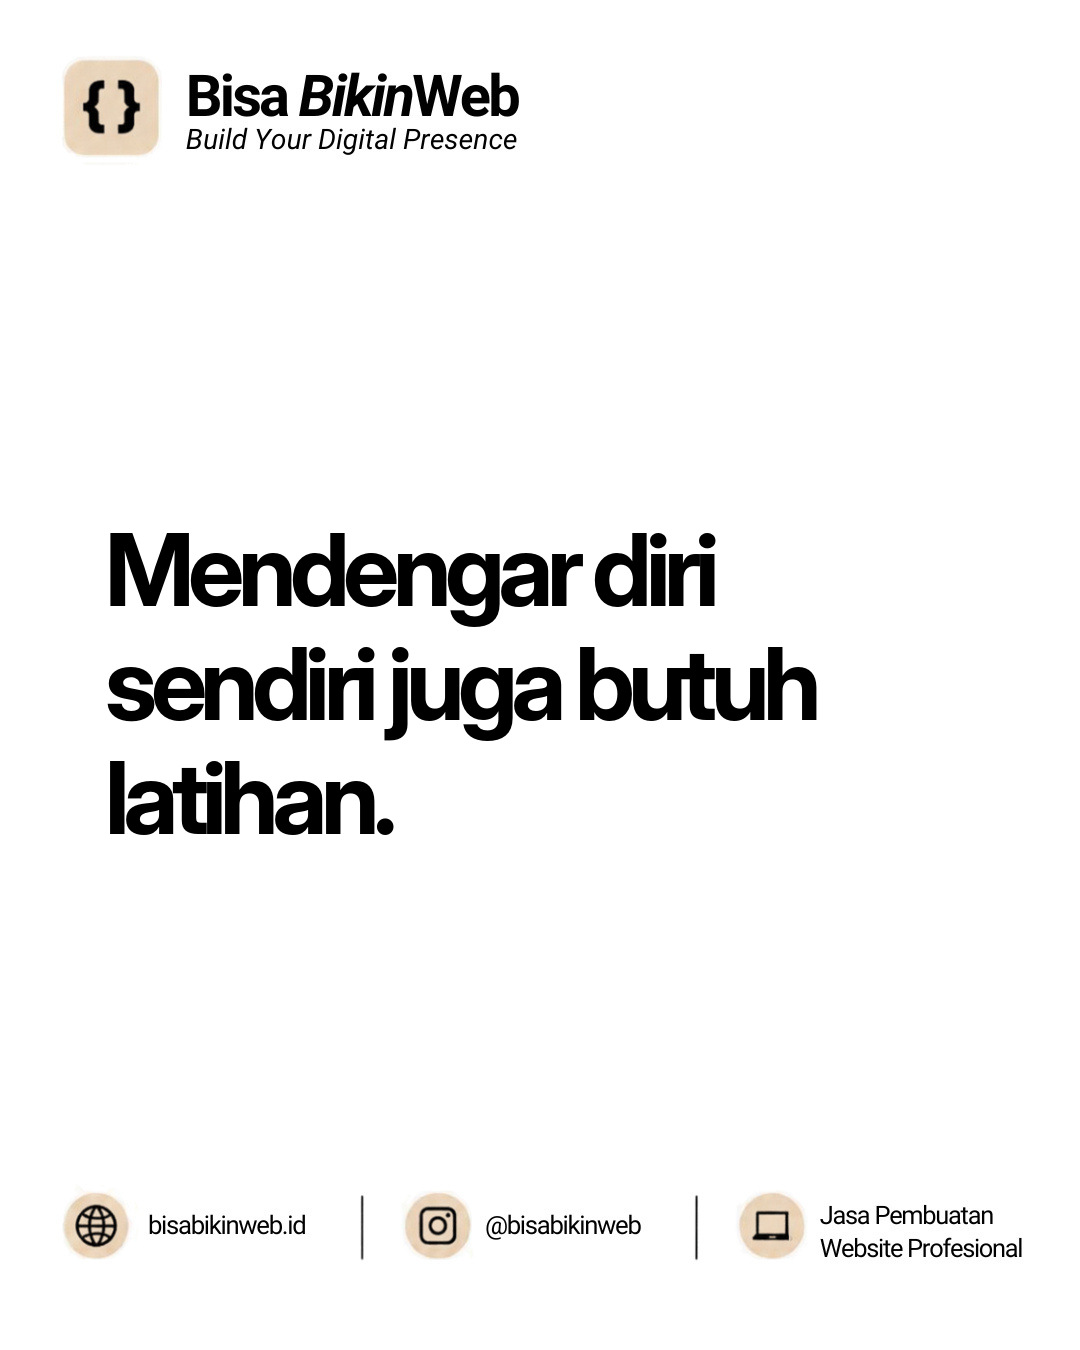 { }
Bisa BikinWeb
Build Your Digital Presence
Mendengar diri
sendiri juga butuh
latihan.
bisabikinweb.id
@bisabikinweb
Jasa Pembuatan
Website Profesional